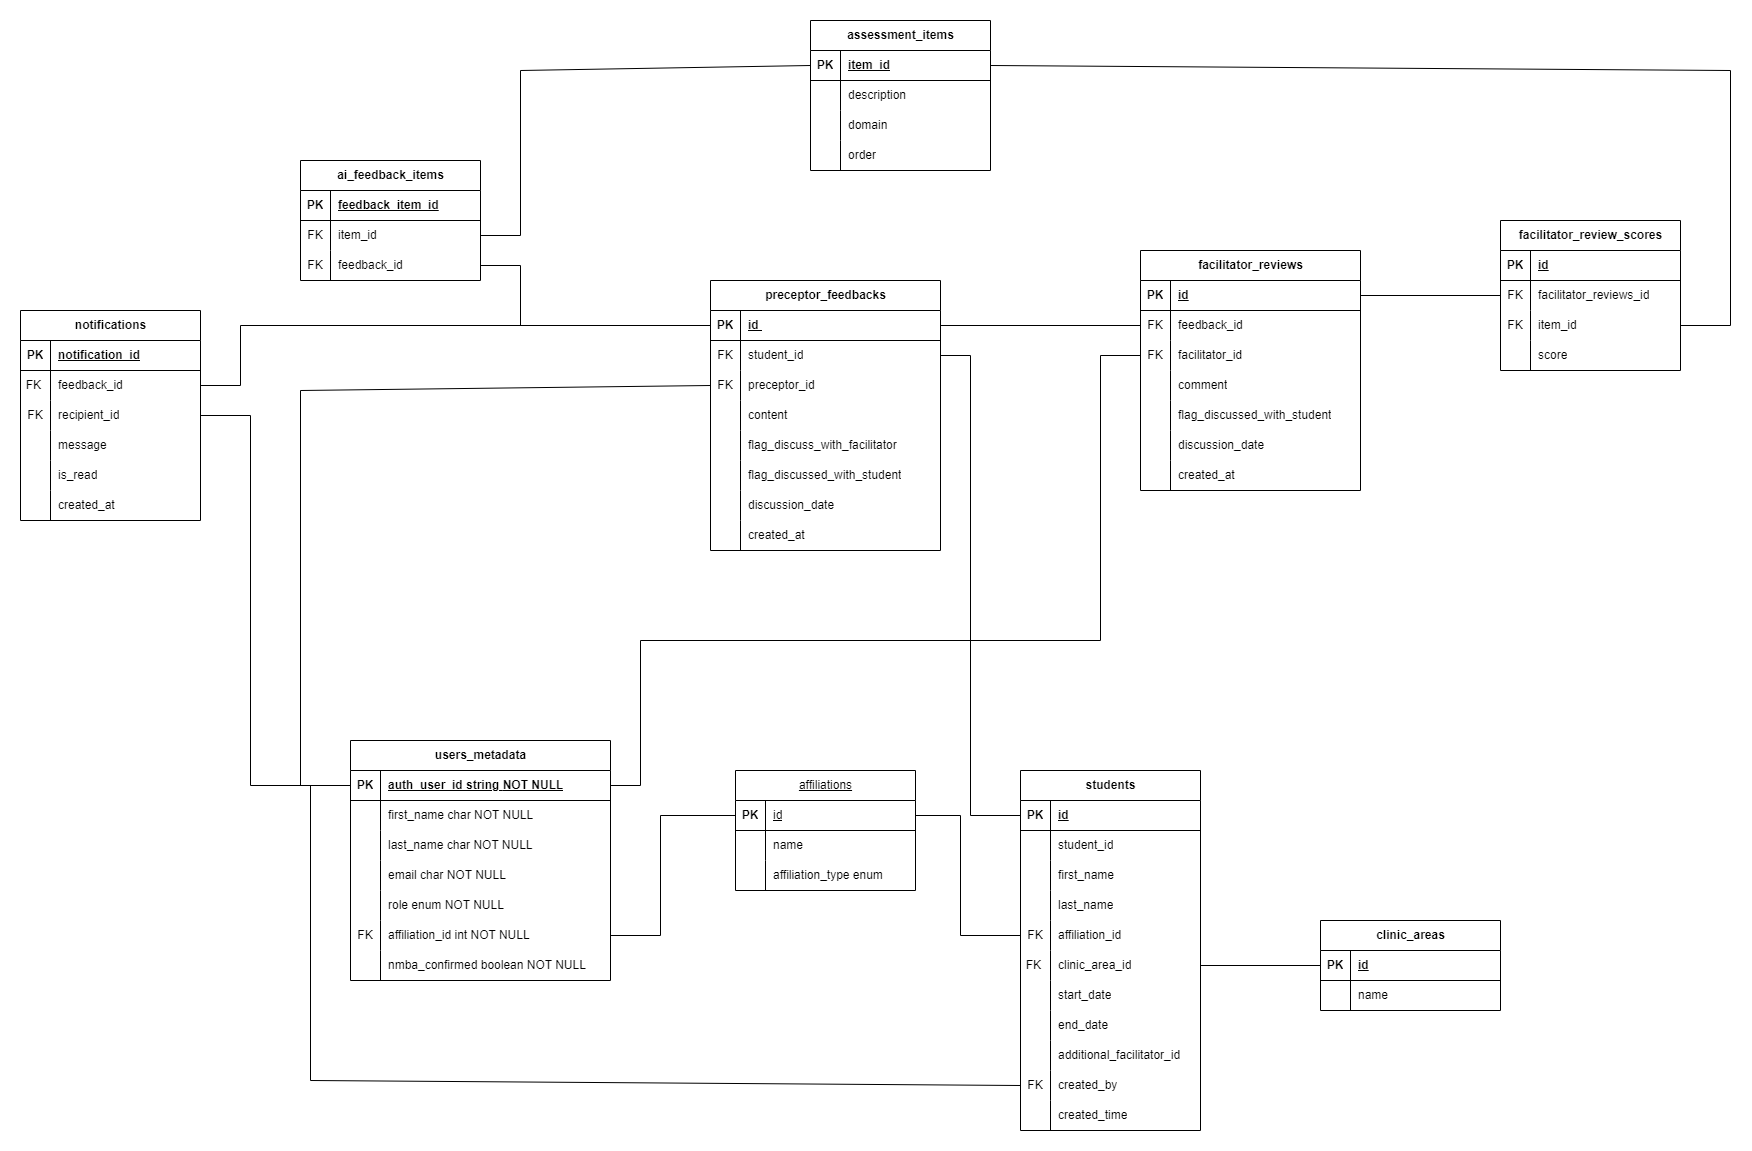 assessment_items
PK item_id
description
domain
order
ai_feedback_items
PK feedback_item_id
FK item_id
FK feedback_id
facilitator_review_scores
PK id
FK facilitator_reviews_id
FK item_id
score
facilitator_reviews
PK id
FK feedback_id
FK facilitator_id
comment
flag_discussed_with_student
discussion_date
created_at
preceptor_feedbacks
PK id
FK student_id
FK preceptor_id
content
flag_discuss_with_facilitator
flag_discussed_with_student
discussion_date
created_at
notifications
PK notification_id
FK feedback_id
FK recipient_id
message
is_read
created_at
users_metadata
PK auth_user_id string NOT NULL
first_name char NOT NULL
last_name char NOT NULL
email char NOT NULL
role enum NOT NULL
FK affiliation_id int NOT NULL
nmba_confirmed boolean NOT NULL
affiliations
PK id
name
affiliation_type enum
students
PK id
student_id
first_name
last_name
FK affiliation_id
FK clinic_area_id
start_date
end_date
additional_facilitator_id
FK created_by
created_time
clinic_areas
PK id
name